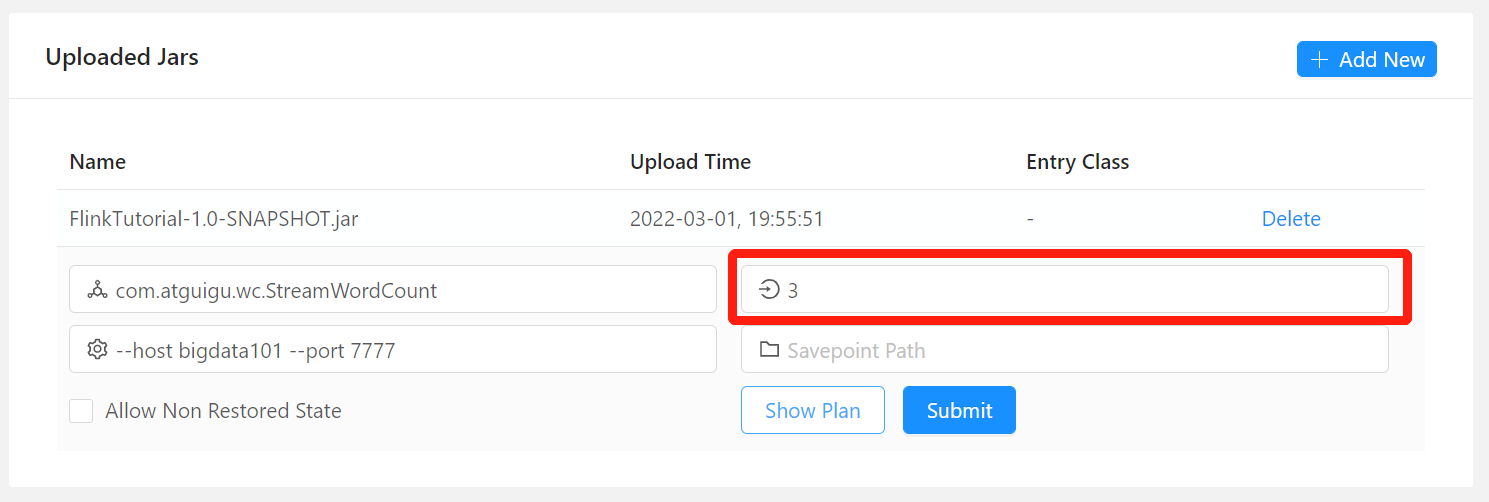 Uploaded Jars
Add New
Name Upload Time Entry Class
FlinkTutorial-1.0-SNAPSHOT.jar 2022-03-01, 19:55:51 - Delete
com.atguigu.wc.StreamWordCount 3
--host bigdata101 --port 7777 Savepoint Path
Allow Non Restored State Show Plan Submit